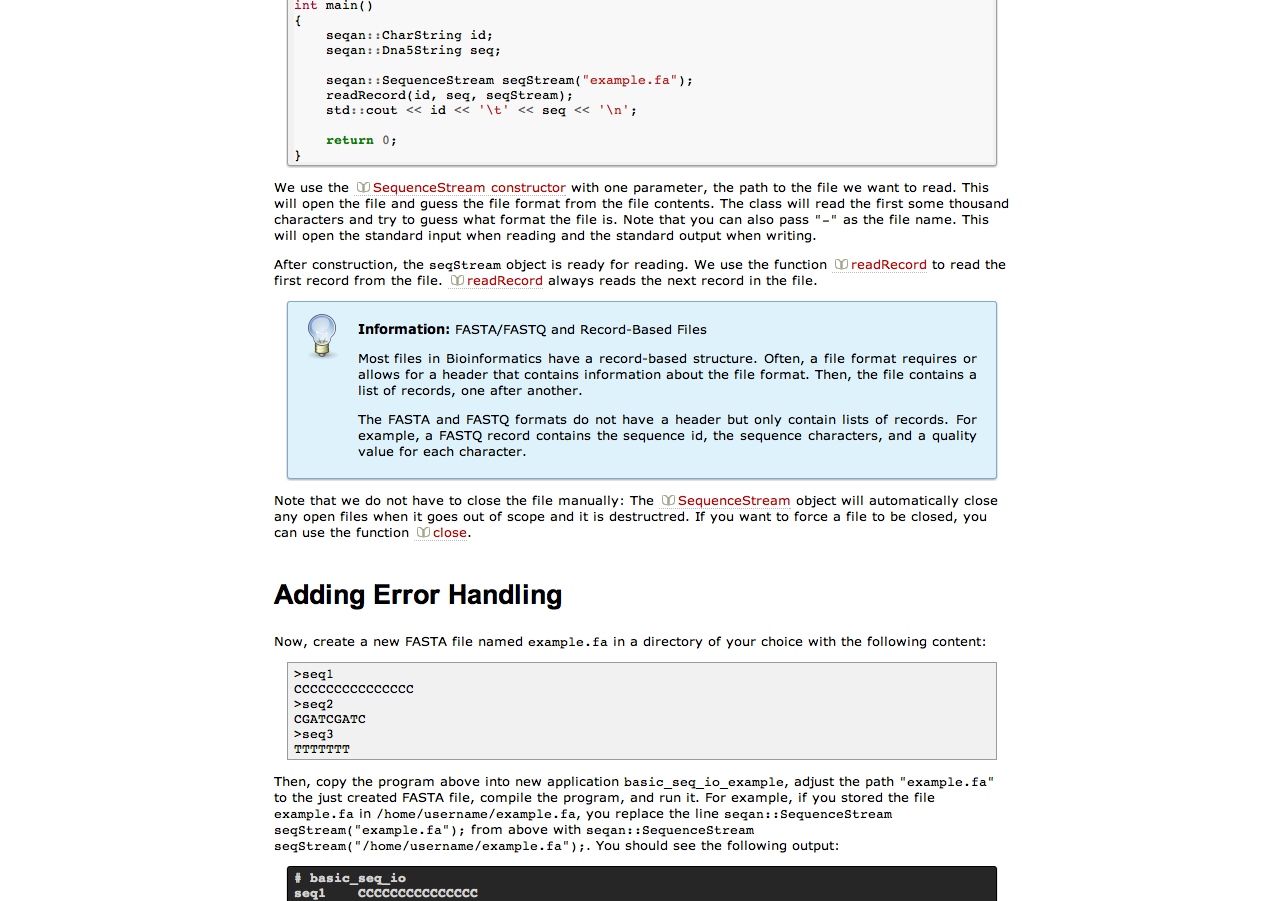 int main()
{
    seqan::CharString id;
    seqan::Dna5String seq;

    seqan::SequenceStream seqStream("example.fa");
    readRecord(id, seq, seqStream);
    std::cout << id << '\t' << seq << '\n';

    return 0;
}
We use the SequenceStream constructor with one parameter, the path to the file we want to read. This
will open the file and guess the file format from the file contents. The class will read the first some thousand
characters and try to guess what format the file is. Note that you can also pass "-" as the file name. This
will open the standard input when reading and the standard output when writing.
After construction, the seqStream object is ready for reading. We use the function readRecord to read the
first record from the file. readRecord always reads the next record in the file.
Information: FASTA/FASTQ and Record-Based Files
Most files in Bioinformatics have a record-based structure. Often, a file format requires or
allows for a header that contains information about the file format. Then, the file contains a
list of records, one after another.
The FASTA and FASTQ formats do not have a header but only contain lists of records. For
example, a FASTQ record contains the sequence id, the sequence characters, and a quality
value for each character.
Note that we do not have to close the file manually: The SequenceStream object will automatically close
any open files when it goes out of scope and it is destructred. If you want to force a file to be closed, you
can use the function close.
Adding Error Handling
Now, create a new FASTA file named example.fa in a directory of your choice with the following content:
>seq1
CCCCCCCCCCCCCCC
>seq2
CGATCGATC
>seq3
TTTTTTT
Then, copy the program above into new application basic_seq_io_example, adjust the path "example.fa"
to the just created FASTA file, compile the program, and run it. For example, if you stored the file
example.fa in /home/username/example.fa, you replace the line seqan::SequenceStream
seqStream("example.fa"); from above with seqan::SequenceStream
seqStream("/home/username/example.fa");. You should see the following output:
# basic_seq_io
seq1    CCCCCCCCCCCCCCC